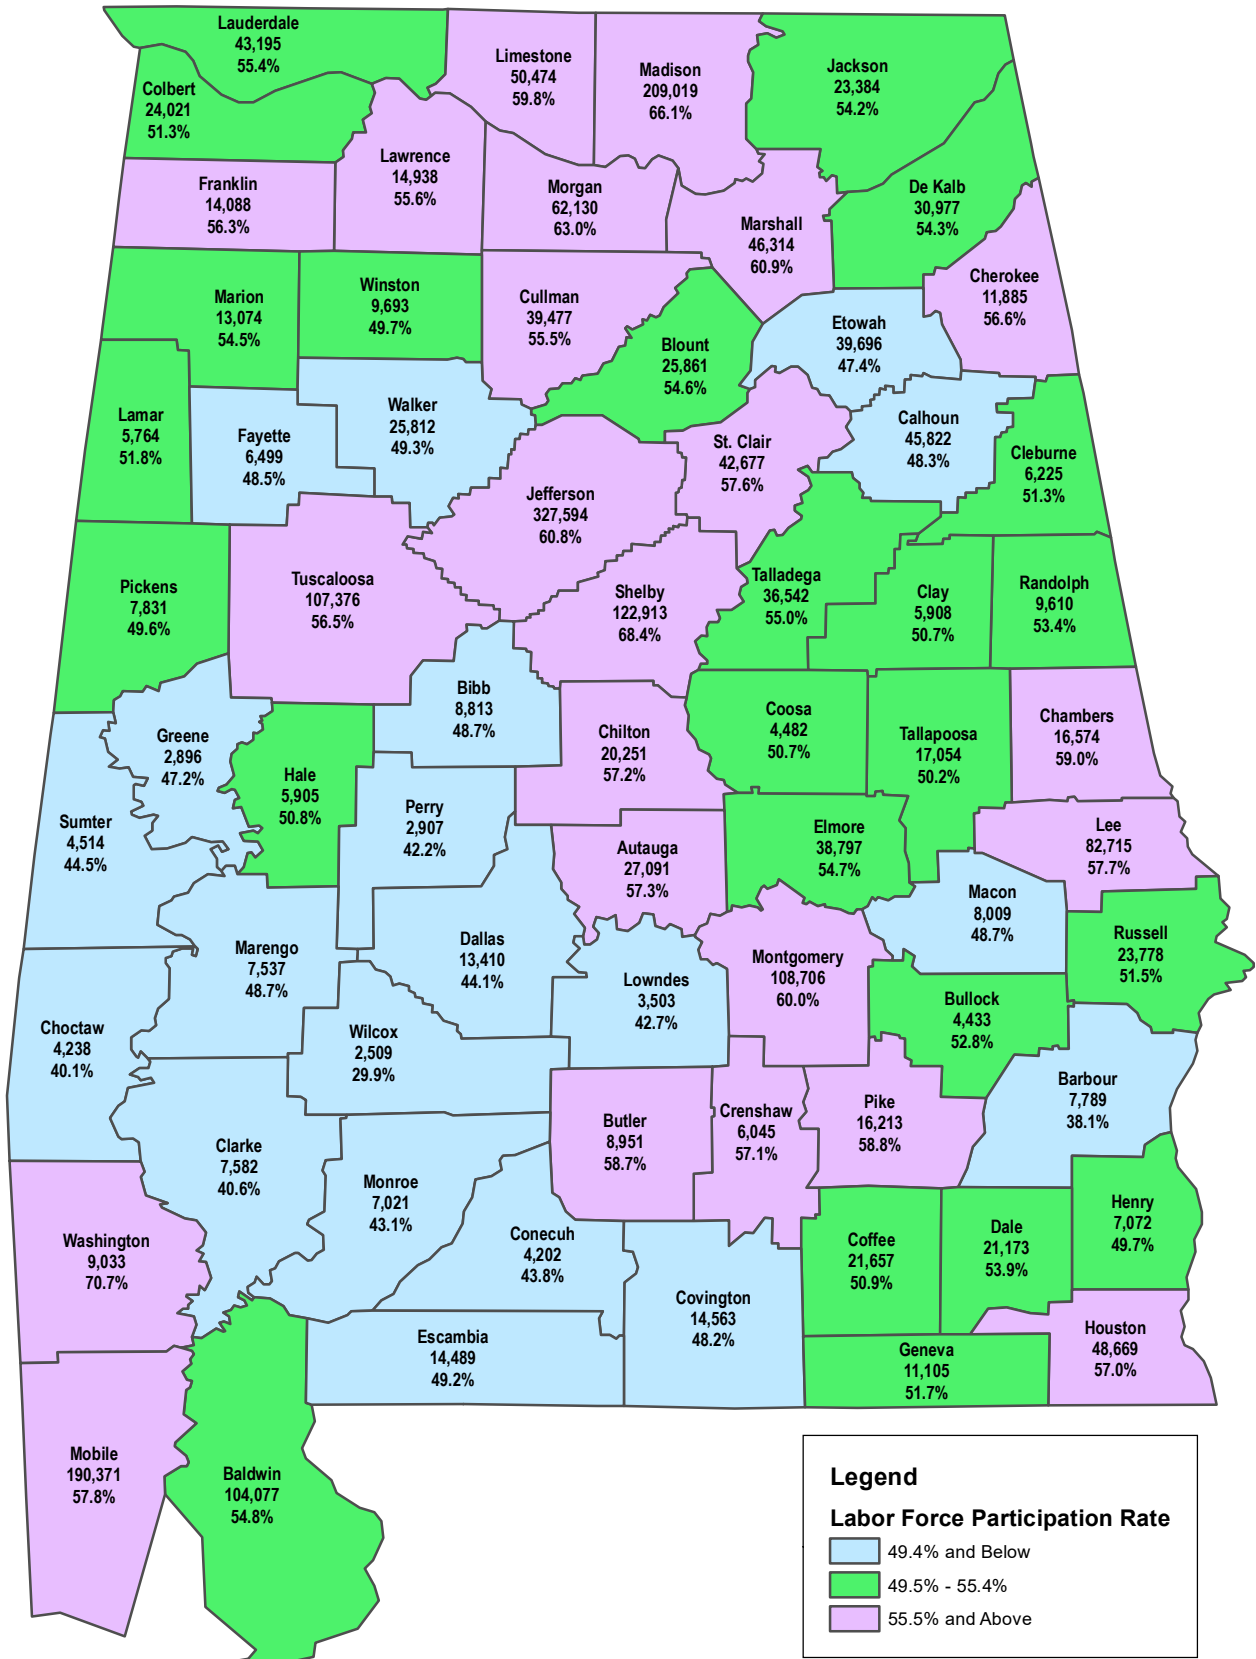 Lauderdale
43,195
55.4%
Limestone
50,474
59.8%
Madison
209,019
66.1%
Jackson
23,384
54.2%
Colbert
24,021
51.3%
Lawrence
14,938
55.6%
Franklin
14,088
56.3%
Morgan
62,130
63.0%
De Kalb
30,977
54.3%
Marshall
46,314
60.9%
Cherokee
11,885
56.6%
Marion
13,074
54.5%
Winston
9,693
49.7%
Cullman
39,477
55.5%
Etowah
39,696
47.4%
Blount
25,861
54.6%
Lamar
5,764
51.8%
Fayette
6,499
48.5%
Walker
25,812
49.3%
St. Clair
42,677
57.6%
Calhoun
45,822
48.3%
Cleburne
6,225
51.3%
Jefferson
327,594
60.8%
Pickens
7,831
49.6%
Tuscaloosa
107,376
56.5%
Shelby
122,913
68.4%
Talladega
36,542
55.0%
Clay
5,908
50.7%
Randolph
9,610
53.4%
Bibb
8,813
48.7%
Greene
2,896
47.2%
Hale
5,905
50.8%
Chilton
20,251
57.2%
Coosa
4,482
50.7%
Tallapoosa
17,054
50.2%
Chambers
16,574
59.0%
Sumter
4,514
44.5%
Perry
2,907
42.2%
Autauga
27,091
57.3%
Elmore
38,797
54.7%
Lee
82,715
57.7%
Macon
8,009
48.7%
Marengo
7,537
48.7%
Dallas
13,410
44.1%
Lowndes
3,503
42.7%
Montgomery
108,706
60.0%
Russell
23,778
51.5%
Bullock
4,433
52.8%
Choctaw
4,238
40.1%
Wilcox
2,509
29.9%
Barbour
7,789
38.1%
Clarke
7,582
40.6%
Monroe
7,021
43.1%
Butler
8,951
58.7%
Crenshaw
6,045
57.1%
Pike
16,213
58.8%
Washington
9,033
70.7%
Conecuh
4,202
43.8%
Coffee
21,657
50.9%
Dale
21,173
53.9%
Henry
7,072
49.7%
Covington
14,563
48.2%
Escambia
14,489
49.2%
Geneva
11,105
51.7%
Houston
48,669
57.0%
Mobile
190,371
57.8%
Baldwin
104,077
54.8%
Legend
Labor Force Participation Rate
49.4% and Below
49.5% - 55.4%
55.5% and Above